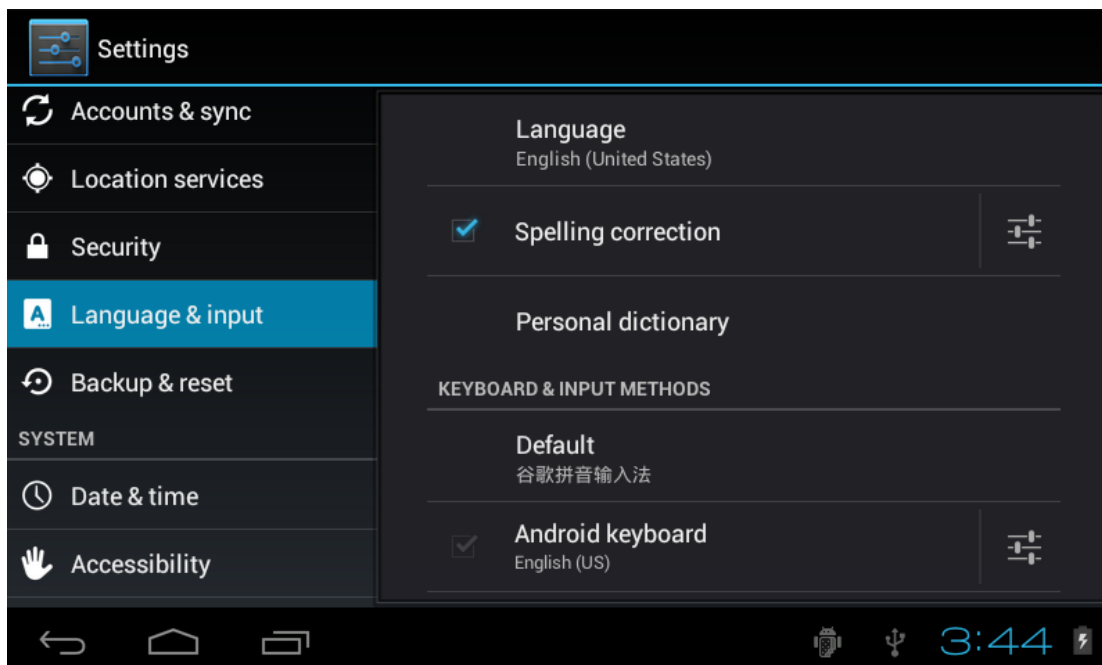 Settings
Accounts & sync
Location services
Security
Language & input
Backup & reset
SYSTEM
Date & time
Accessibility
Language
English (United States)
Spelling correction
Personal dictionary
KEYBOARD & INPUT METHODS
Default
谷歌拼音输入法
Android keyboard
English (US)
3:44